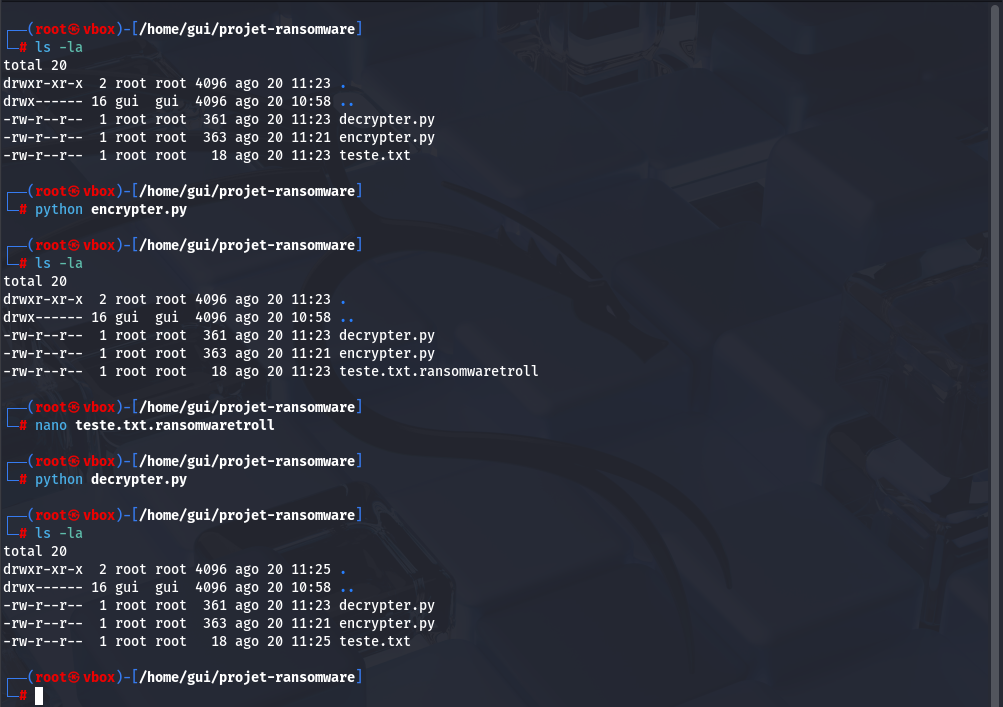 ┌──(root㉿vbox)-[/home/gui/projet-ransomware]
└─# ls -la
total 20
drwxr-xr-x  2 root root 4096 ago 20 11:23 .
drwx------ 16 gui  gui  4096 ago 20 10:58 ..
-rw-r--r--  1 root root  361 ago 20 11:23 decrypter.py
-rw-r--r--  1 root root  363 ago 20 11:21 encrypter.py
-rw-r--r--  1 root root   18 ago 20 11:23 teste.txt
┌──(root㉿vbox)-[/home/gui/projet-ransomware]
└─# python encrypter.py
┌──(root㉿vbox)-[/home/gui/projet-ransomware]
└─# ls -la
total 20
drwxr-xr-x  2 root root 4096 ago 20 11:23 .
drwx------ 16 gui  gui  4096 ago 20 10:58 ..
-rw-r--r--  1 root root  361 ago 20 11:23 decrypter.py
-rw-r--r--  1 root root  363 ago 20 11:21 encrypter.py
-rw-r--r--  1 root root   18 ago 20 11:23 teste.txt.ransomwaretroll
┌──(root㉿vbox)-[/home/gui/projet-ransomware]
└─# nano teste.txt.ransomwaretroll
┌──(root㉿vbox)-[/home/gui/projet-ransomware]
└─# python decrypter.py
┌──(root㉿vbox)-[/home/gui/projet-ransomware]
└─# ls -la
total 20
drwxr-xr-x  2 root root 4096 ago 20 11:25 .
drwx------ 16 gui  gui  4096 ago 20 10:58 ..
-rw-r--r--  1 root root  361 ago 20 11:23 decrypter.py
-rw-r--r--  1 root root  363 ago 20 11:21 encrypter.py
-rw-r--r--  1 root root   18 ago 20 11:25 teste.txt
┌──(root㉿vbox)-[/home/gui/projet-ransomware]
└─#